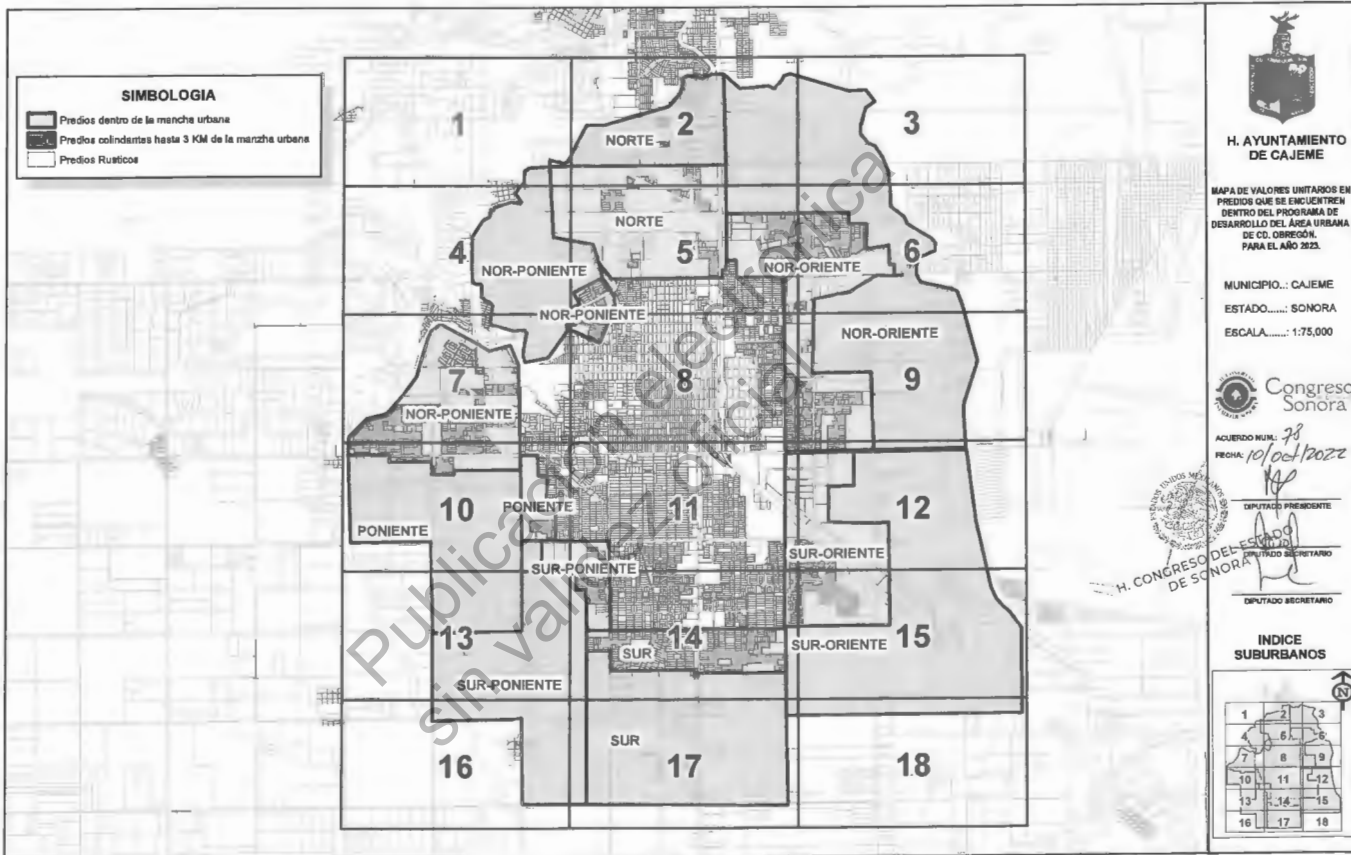 SIMBOLOGIA
Predios dentro de la mancha urbana
Predios colindantes hasta 3 KM de la manzha urbana
Predios Rusticos
1
2
3
NORTE
NORTE
4
5
6
NOR-PONIENTE
NOR-ORIENTE
NOR-PONIENTE
NOR-ORIENTE
7
8
9
NOR-PONIENTE
10
11
12
PONIENTE
PONIENTE
SUR-ORIENTE
SUR-PONIENTE
13
14
15
SUR
SUR-ORIENTE
SUR-PONIENTE
SUR
16
17
18
Publicación electrónica
sin validez oficial
H. AYUNTAMIENTO
DE CAJEME
MAPA DE VALORES UNITARIOS EN
PREDIOS QUE SE ENCUENTREN
DENTRO DEL PROGRAMA DE
DESARROLLO DEL ÁREA URBANA
DE CD. OBREGÓN.
PARA EL AÑO 2023.
MUNICIPIO..: CAJEME
ESTADO......: SONORA
ESCALA.......: 1:75,000
Congreso
Sonora
ACUERDO NUM.: 78
FECHA: 10/oct/2022
DIPUTADO PRESIDENTE
DIPUTADO SECRETARIO
DIPUTADO SECRETARIO
ESTADOS UNIDOS MEXICANOS
H. CONGRESO DEL ESTADO
DE SONORA
INDICE
SUBURBANOS
N
1 2 3
4 5 6
7 8 9
10 11 12
13 14 15
16 17 18